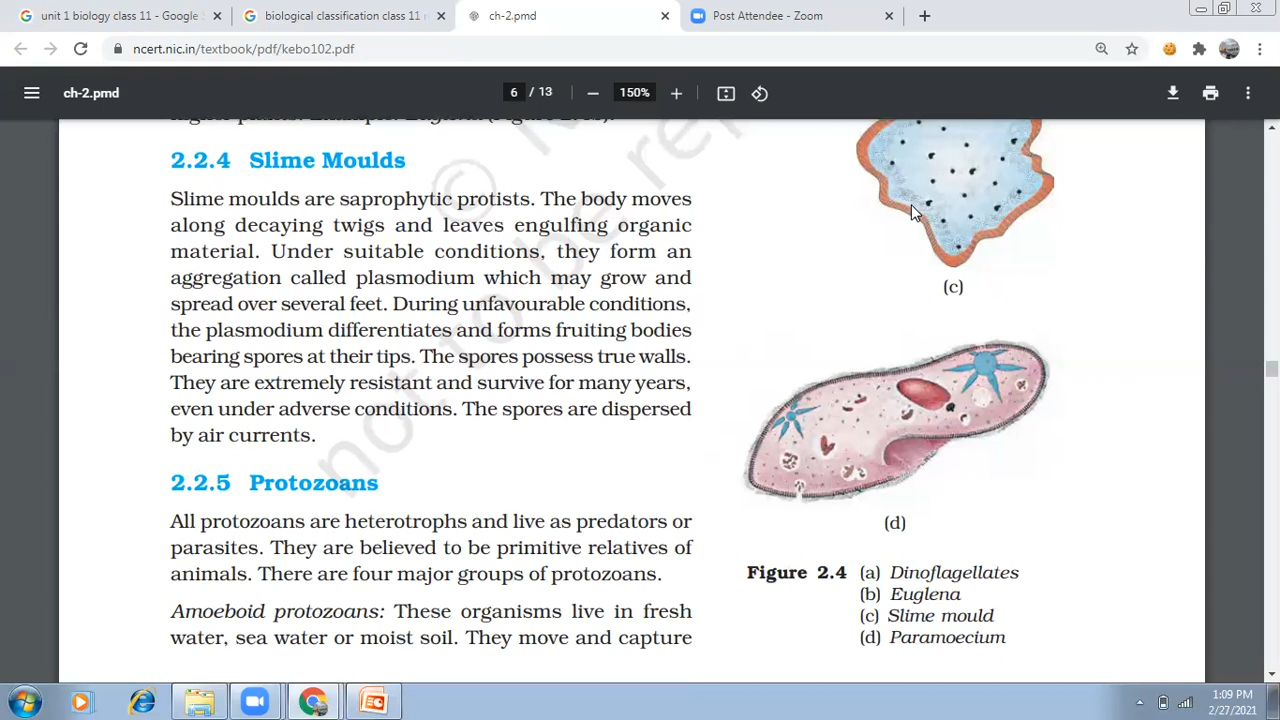 unit 1 biology class 11 - Google
biological classification class 11
ch-2.pmd
Post Attendee - Zoom
ncert.nic.in/textbook/pdf/kebo102.pdf
ch-2.pmd
6 / 13
150%
2.2.4 Slime Moulds
Slime moulds are saprophytic protists. The body moves
along decaying twigs and leaves engulfing organic
material. Under suitable conditions, they form an
aggregation called plasmodium which may grow and
spread over several feet. During unfavourable conditions,
the plasmodium differentiates and forms fruiting bodies
bearing spores at their tips. The spores possess true walls.
They are extremely resistant and survive for many years,
even under adverse conditions. The spores are dispersed
by air currents.
2.2.5 Protozoans
All protozoans are heterotrophs and live as predators or
parasites. They are believed to be primitive relatives of
animals. There are four major groups of protozoans.
Amoeboid protozoans: These organisms live in fresh
water, sea water or moist soil. They move and capture
not to be re
©
(c)
(d)
Figure 2.4 (a) Dinoflagellates
(b) Euglena
(c) Slime mould
(d) Paramoecium
1:09 PM
2/27/2021